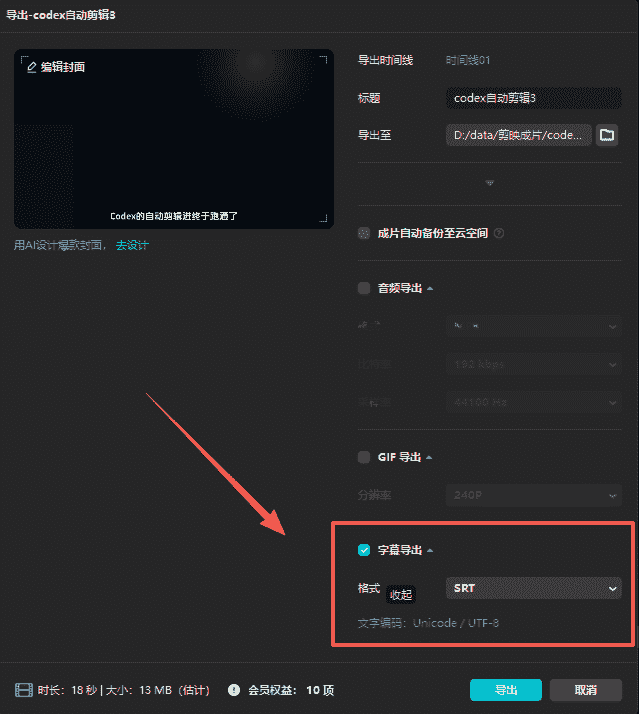 导出-codex自动剪辑3
编辑封面
Codex的自动剪辑进终于跑通了
用AI设计爆款封面， 去设计
导出时间线 时间线01
标题 codex自动剪辑3
导出至 D:/data/剪映成片/code...
成片自动备份至云空间
音频导出
192 kbps
44100 Hz
GIF 导出
分辨率 240P
字幕导出
格式 收起 SRT
文字编码： Unicode / UTF-8
时长： 18 秒 | 大小： 13 MB（估计） 会员权益： 10 项 导出 取消